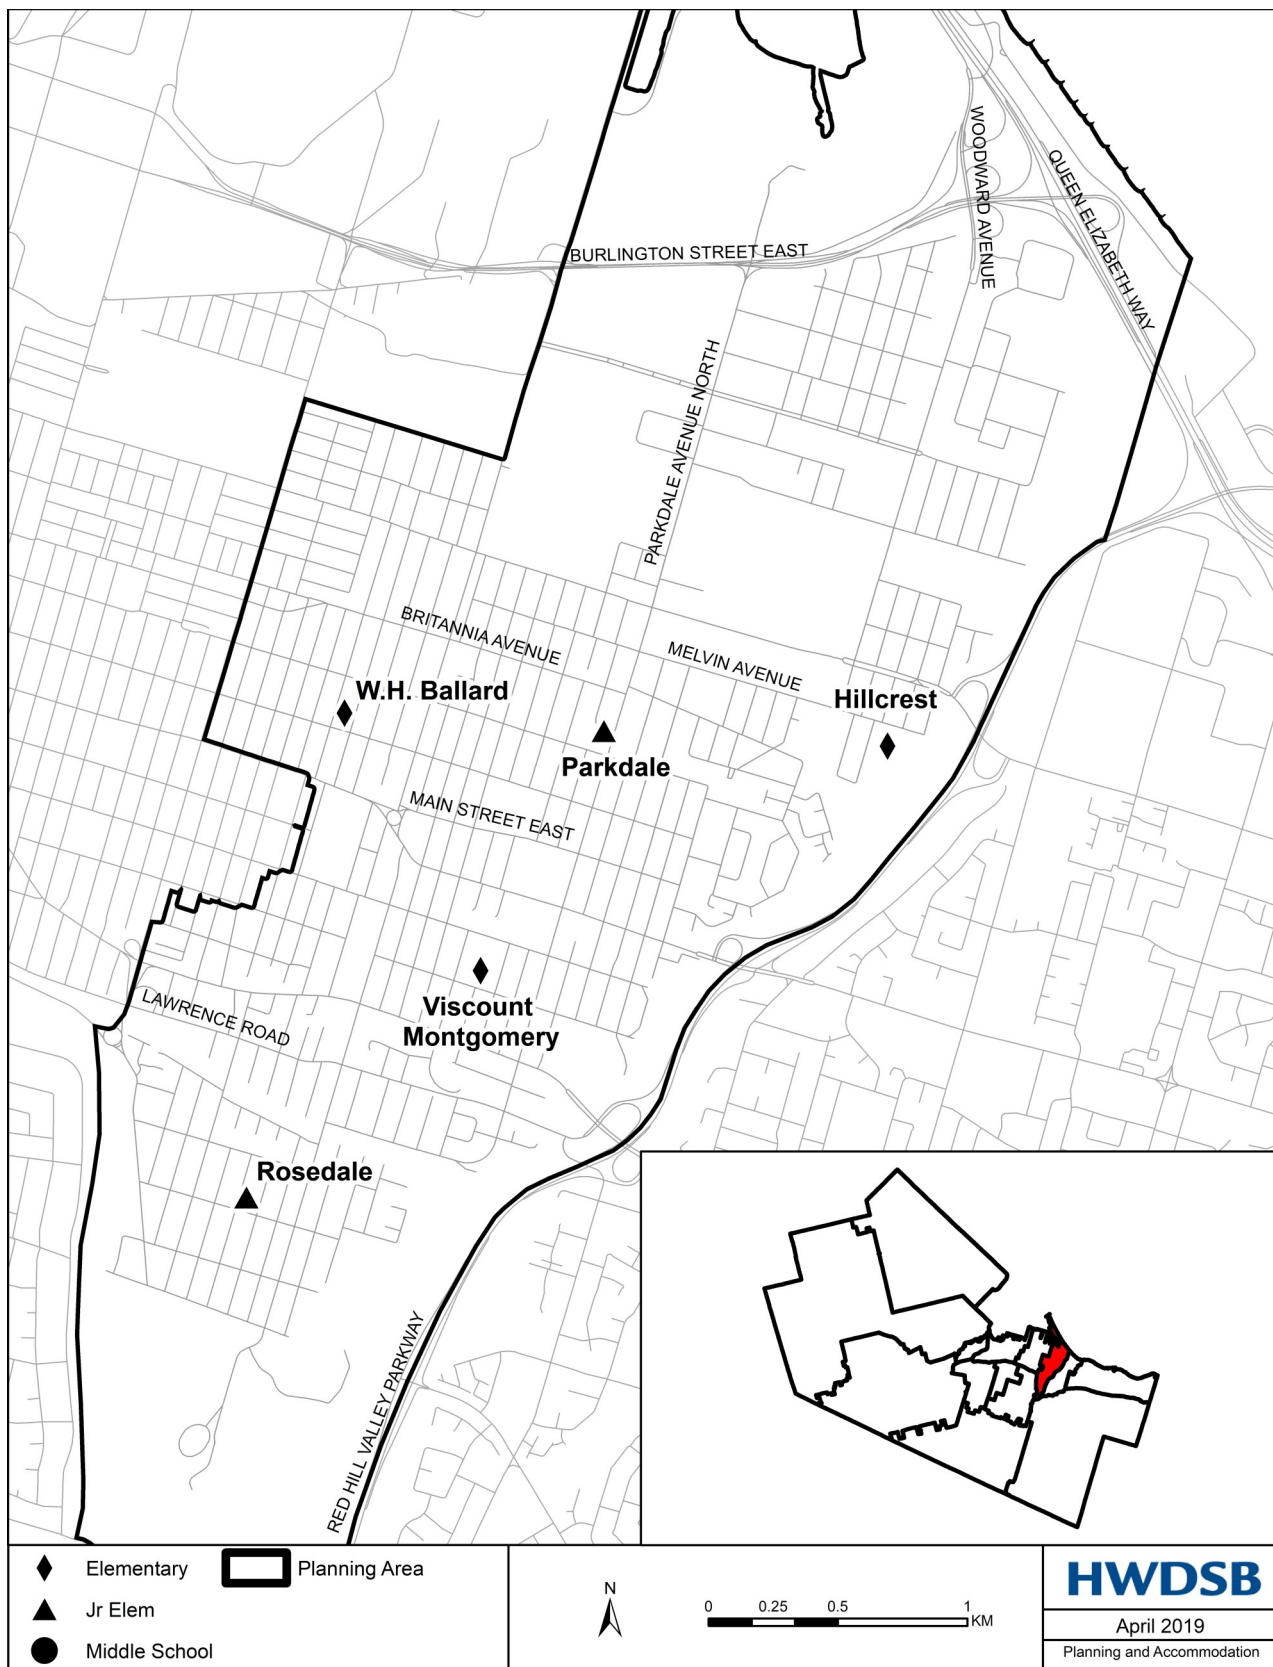 WOODWARD AVENUE
QUEEN ELIZABETH WAY
BURLINGTON STREET EAST
PARKDALE AVENUE NORTH
BRITANNIA AVENUE
MELVIN AVENUE
W.H. Ballard
Hillcrest
Parkdale
MAIN STREET EAST
Viscount
Montgomery
LAWRENCE ROAD
Rosedale
RED HILL VALLEY PARKWAY
Elementary
Planning Area
Jr Elem
Middle School
N
0 0.25 0.5 1
KM
HWDSB
April 2019
Planning and Accommodation